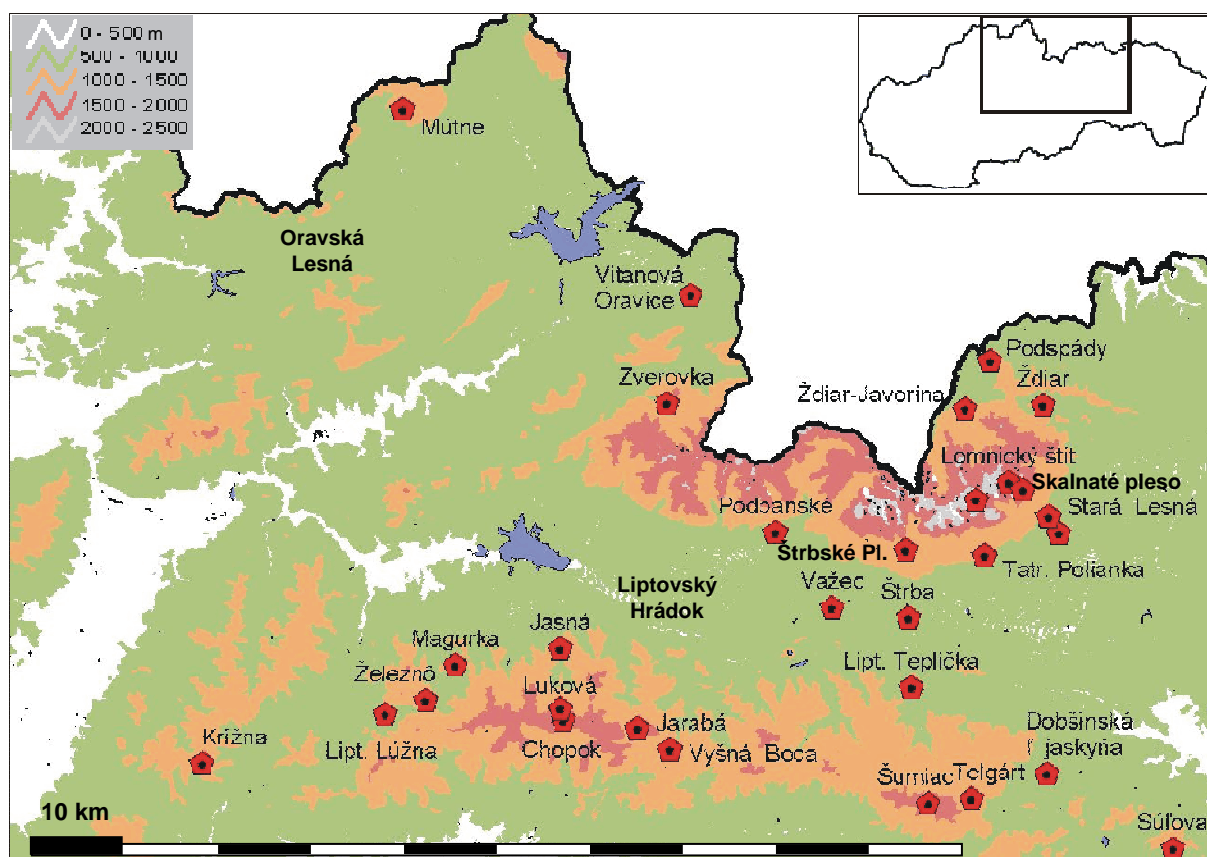 0 - 500 m
500 - 1000
1000 - 1500
1500 - 2000
2000 - 2500
Mútne
Oravská
Lesná
Vitanová
Oravice
Zverovka
Podspády
Ždiar
Ždiar-Javorina
Lomnický štít
Skalnaté pleso
Stará Lesná
Podbanské
Štrbské Pl.
Tatr. Polianka
Važec
Štrba
Liptovský
Hrádok
Jasná
Magurka
Železnô
Lipt. Teplička
Luková
Krížna
Lipt. Lúžna
Chopok
Jarabá
Vyšná Boca
Dobšinská
jaskyňa
Šumiac
Telgárt
Súľova
10 km